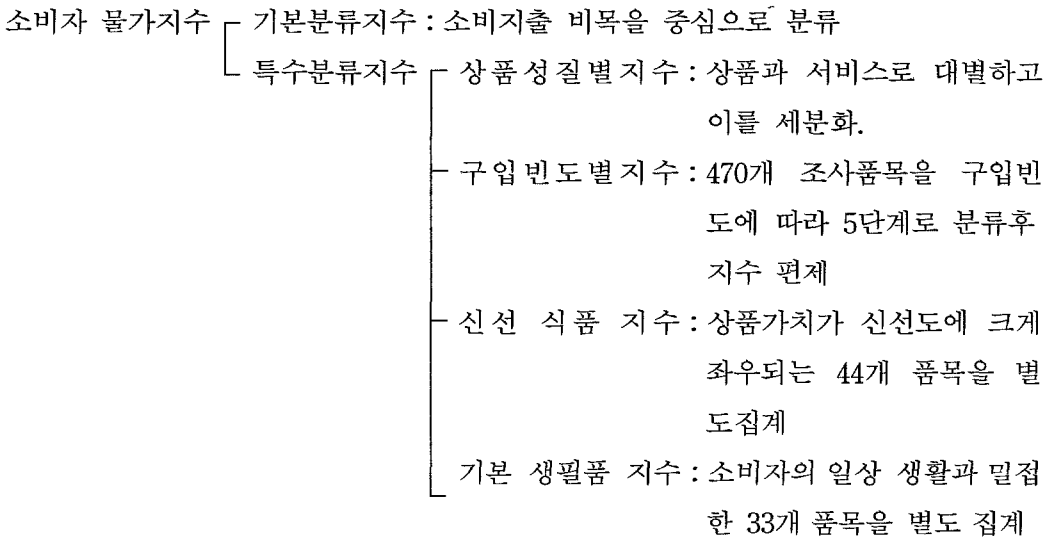 소비자 물가지수 기본분류지수 : 소비지출 비목을 중심으로 분류
특수분류지수 상품성질별지수 : 상품과 서비스로 대별하고
이를 세분화.
구입빈도별지수 : 470개 조사품목을 구입빈
도에 따라 5단계로 분류후
지수 편제
신선 식품 지수 : 상품가치가 신선도에 크게
좌우되는 44개 품목을 별
도집계
기본 생필품 지수 : 소비자의 일상 생활과 밀접
한 33개 품목을 별도 집계